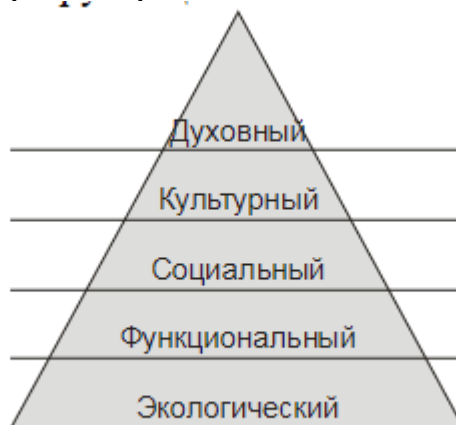 Духовный
Культурный
Социальный
Функциональный
Экологический